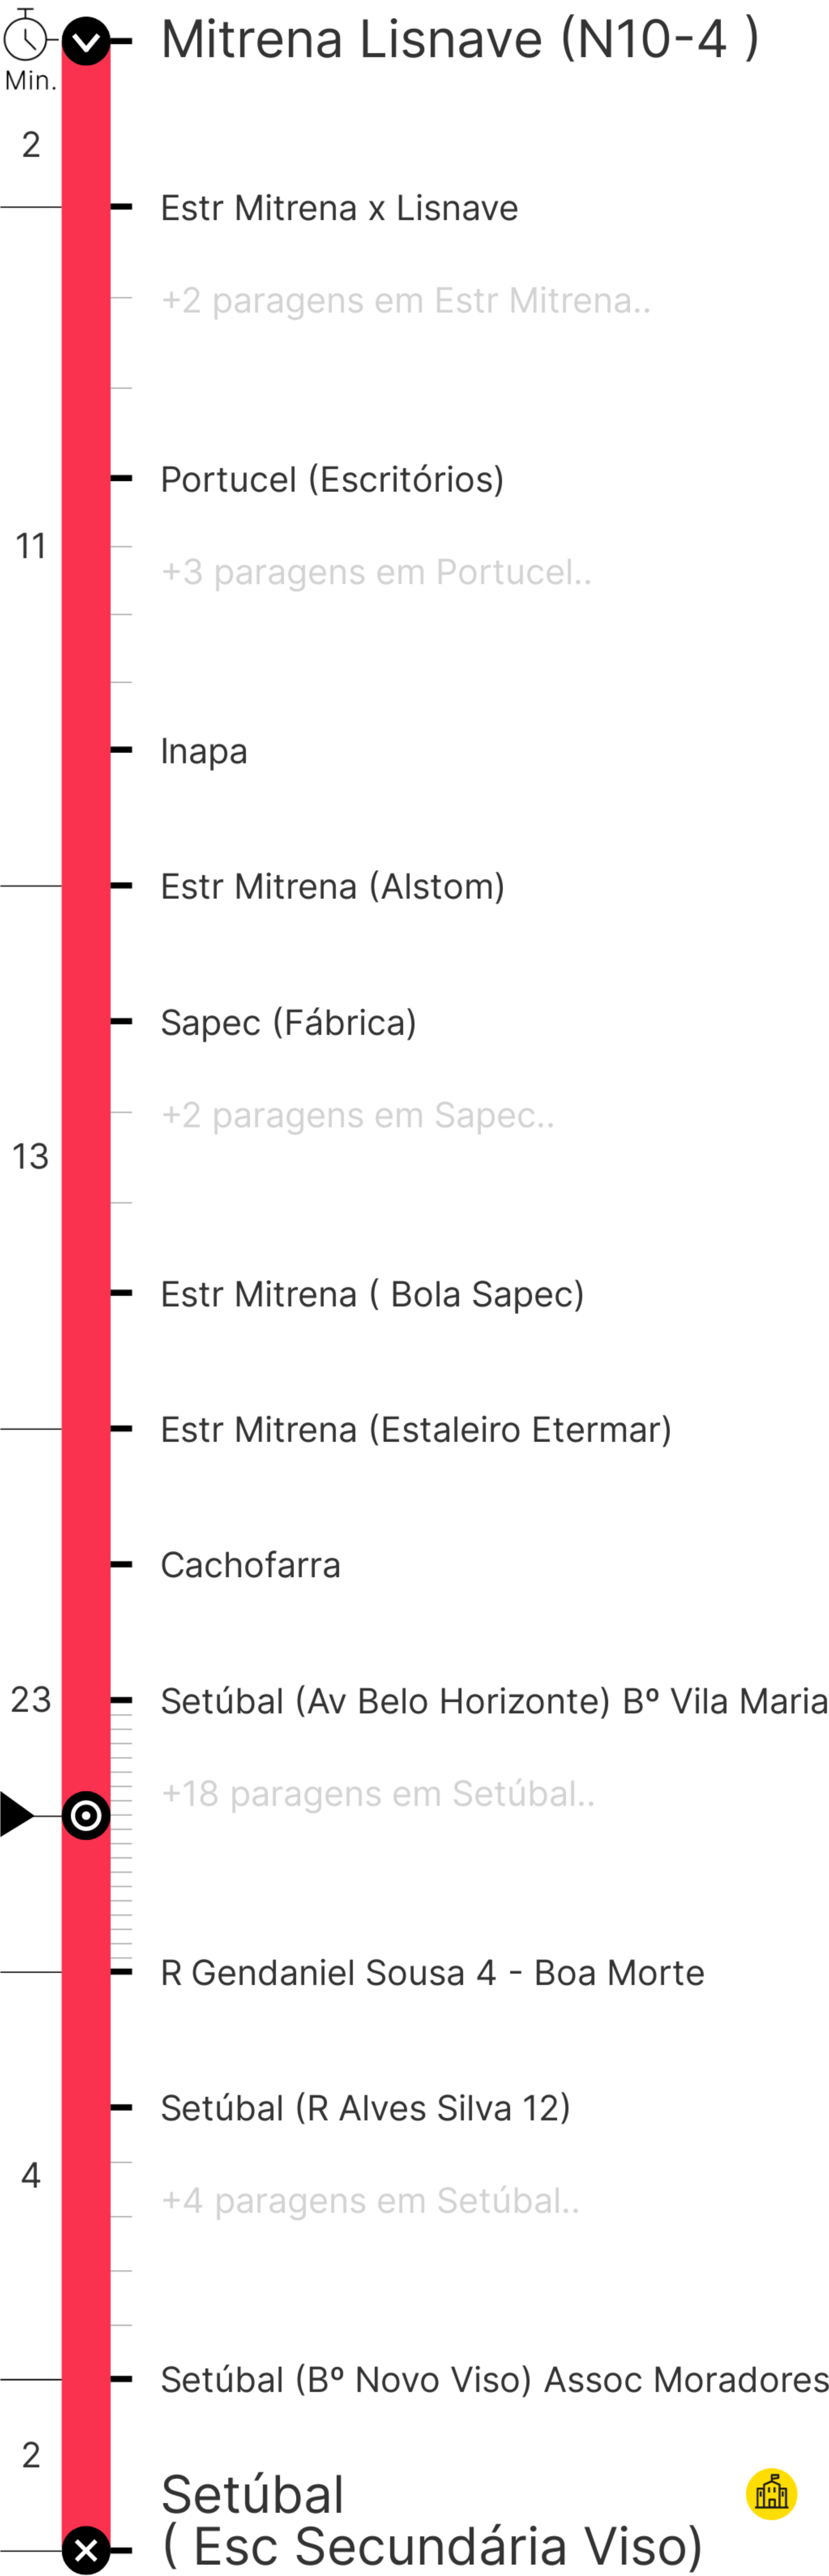 Mitrena Lisnave (N10-4 )
Min.
2
Estr Mitrena x Lisnave
+2 paragens em Estr Mitrena..
Portucel (Escritórios)
11
+3 paragens em Portucel..
Inapa
Estr Mitrena (Alstom)
Sapec (Fábrica)
+2 paragens em Sapec..
13
Estr Mitrena ( Bola Sapec)
Estr Mitrena (Estaleiro Etermar)
Cachofarra
23
Setúbal (Av Belo Horizonte) Bº Vila Maria
+18 paragens em Setúbal..
R Gendaniel Sousa 4 - Boa Morte
Setúbal (R Alves Silva 12)
4
+4 paragens em Setúbal..
Setúbal (Bº Novo Viso) Assoc Moradores
2
Setúbal
( Esc Secundária Viso)